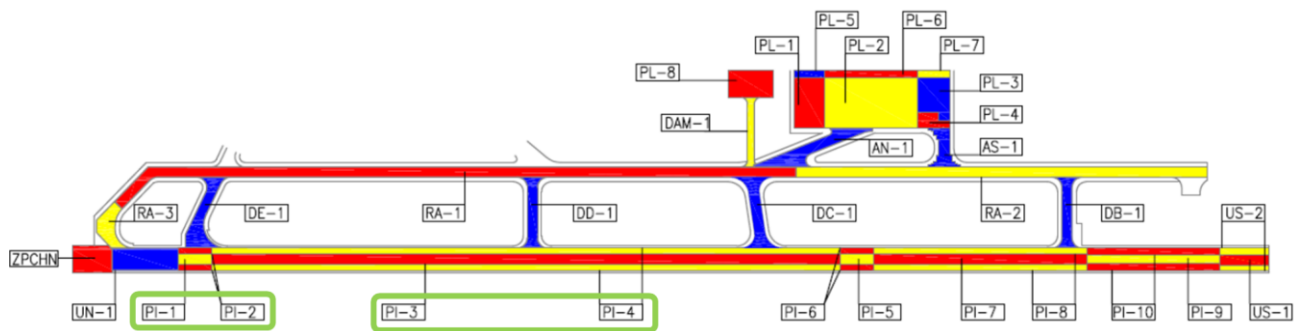 PL-5 PL-6
PL-1 PL-2 PL-7
PL-8 PL-3
PL-4
DAM-1
AN-1 AS-1
RA-3 DE-1 RA-1 DD-1 DC-1 RA-2 DB-1 US-2
ZPCHN
UN-1 PI-1 PI-2 PI-3 PI-4 PI-6 PI-5 PI-7 PI-8 PI-10 PI-9 US-1